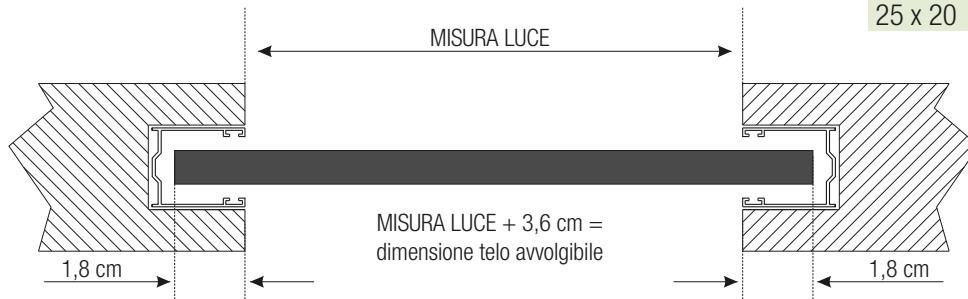 25 x 20
MISURA LUCE
MISURA LUCE + 3,6 cm =
dimensione telo avvolgibile
1,8 cm
1,8 cm